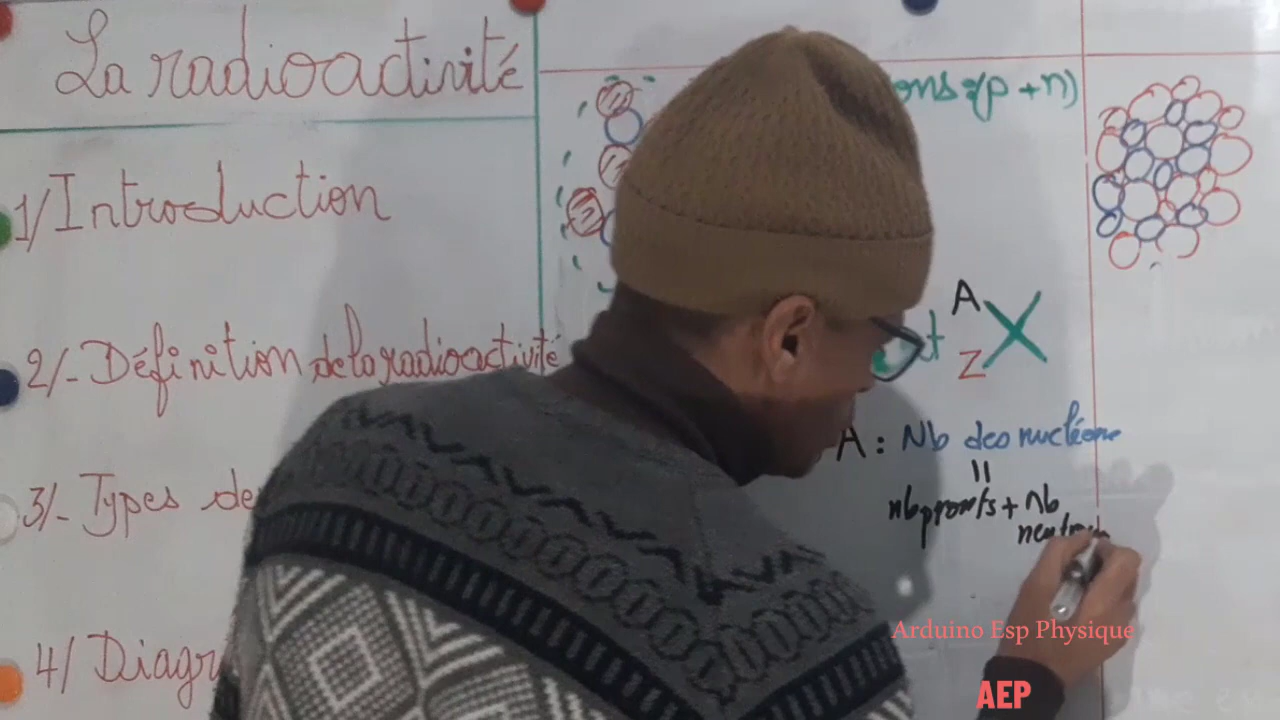 La radioactivité
1/ Introduction
2/- Définition de la radioactivité
3/- Types de
4/ Diagr
ons (p + n)
et
A
Z X
A : Nb des nucléons
=
nb protons + nb
neutrons
Arduino Esp Physique
AEP